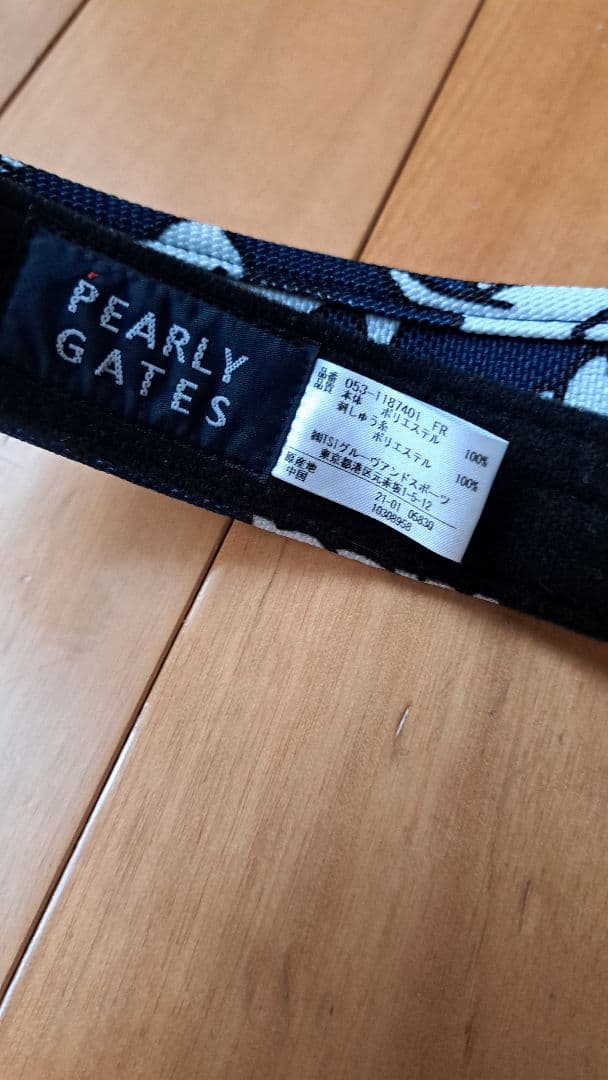 PEARLY
GATES
品番 053-1187401 FR
品質 本体 ポリエステル 100%
刺しゅう糸
ポリエステル 100%
㈱TSIグルーヴアンドスポーツ
東京都港区元赤坂1-5-12
原産地 21-01 05830
中国 10308958